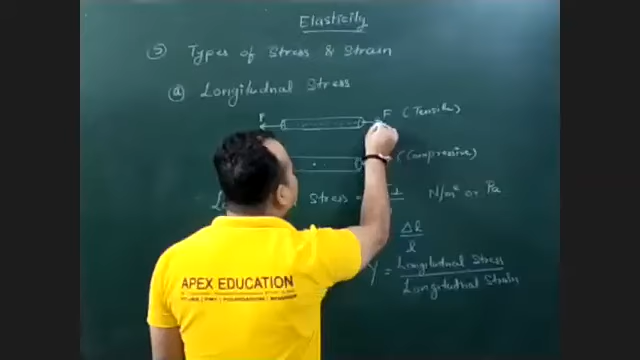 Elasticity
(5) Types of Stress & Strain
(a) Longitudnal Stress
F F (Tensile)
(Compressive)
Stress = N/m² or Pa
Δl
l
Y = Longitudnal Stress
Longitudnal Strain
APEX EDUCATION